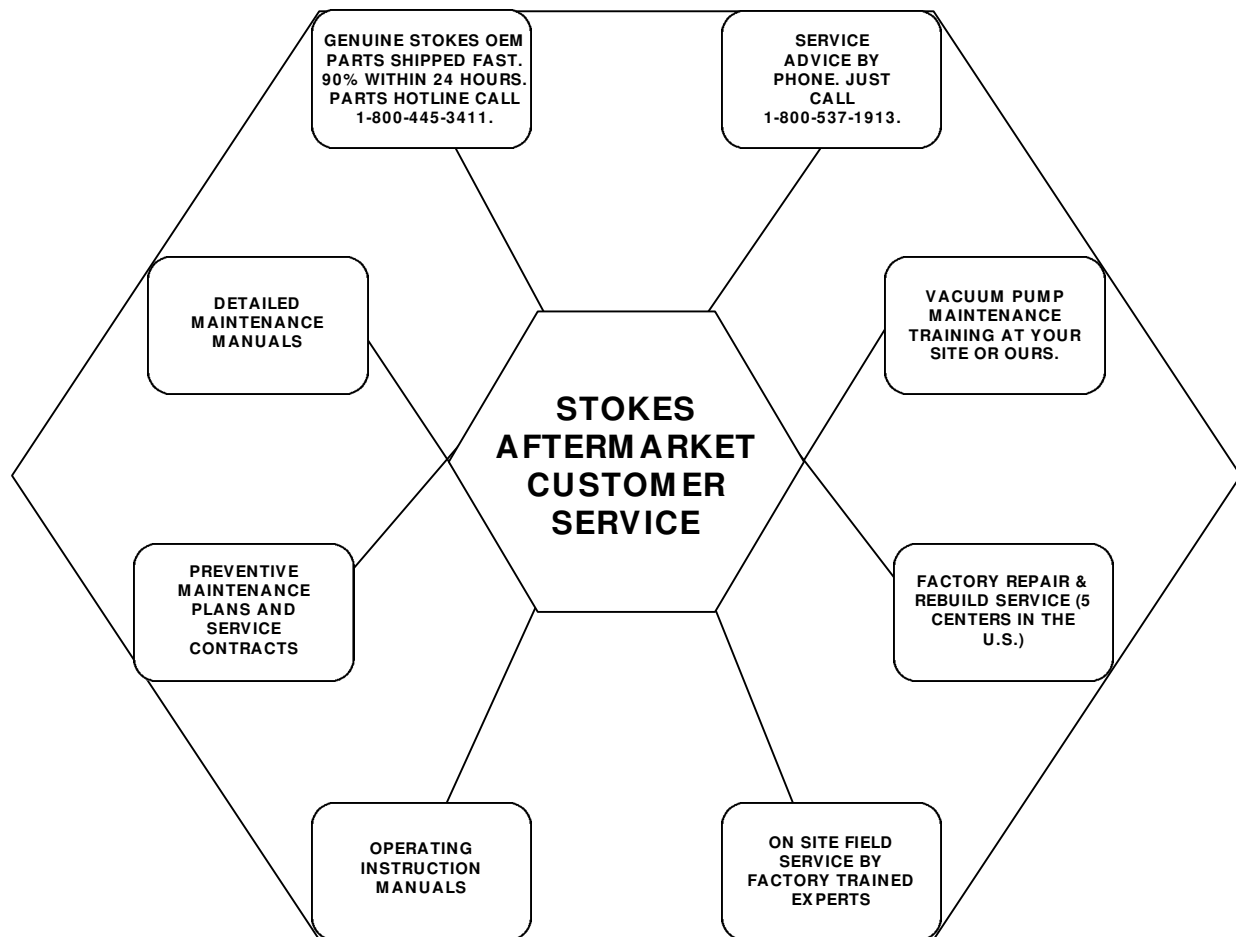 GENUINE STOKES OEM
PARTS SHIPPED FAST.
90% WITHIN 24 HOURS.
PARTS HOTLINE CALL
1-800-445-3411.
SERVICE
ADVICE BY
PHONE. JUST
CALL
1-800-537-1913.
DETAILED
MAINTENANCE
MANUALS
VACUUM PUMP
MAINTENANCE
TRAINING AT YOUR
SITE OR OURS.
STOKES
AFTERMARKET
CUSTOMER
SERVICE
PREVENTIVE
MAINTENANCE
PLANS AND
SERVICE
CONTRACTS
FACTORY REPAIR &
REBUILD SERVICE (5
CENTERS IN THE
U.S.)
OPERATING
INSTRUCTION
MANUALS
ON SITE FIELD
SERVICE BY
FACTORY TRAINED
EXPERTS